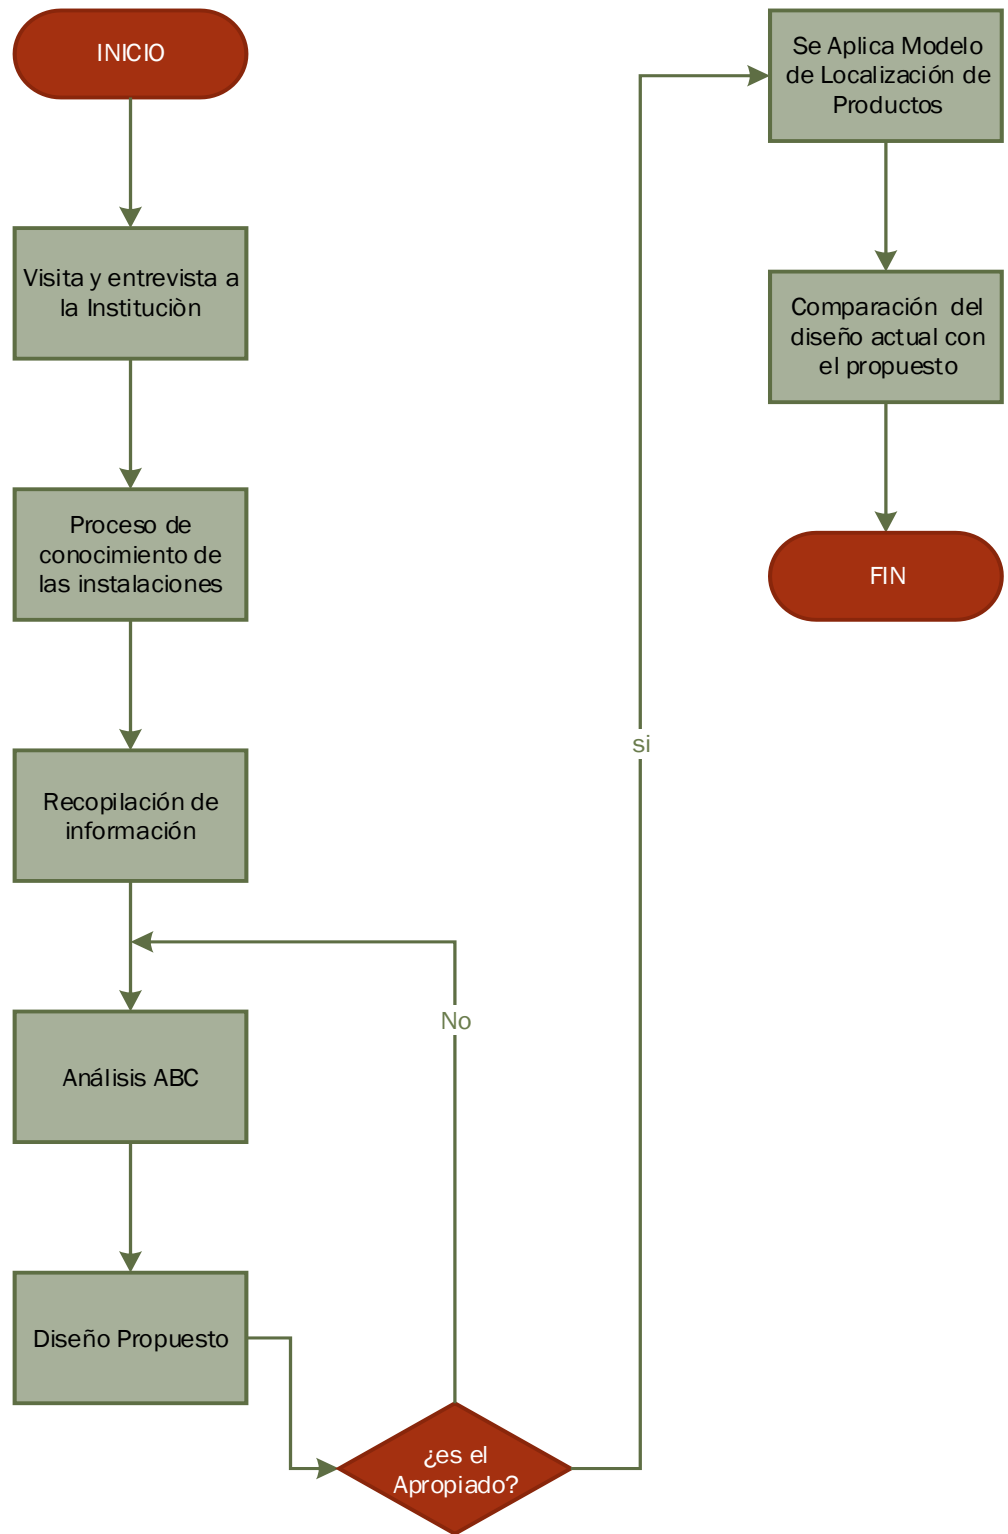 INICIO
Visita y entrevista a
la Instituciòn
Proceso de
conocimiento de
las instalaciones
Recopilación de
información
No
Análisis ABC
Diseño Propuesto
¿es el
Apropiado?
si
Se Aplica Modelo
de Localización de
Productos
Comparación  del
diseño actual con
el propuesto
FIN